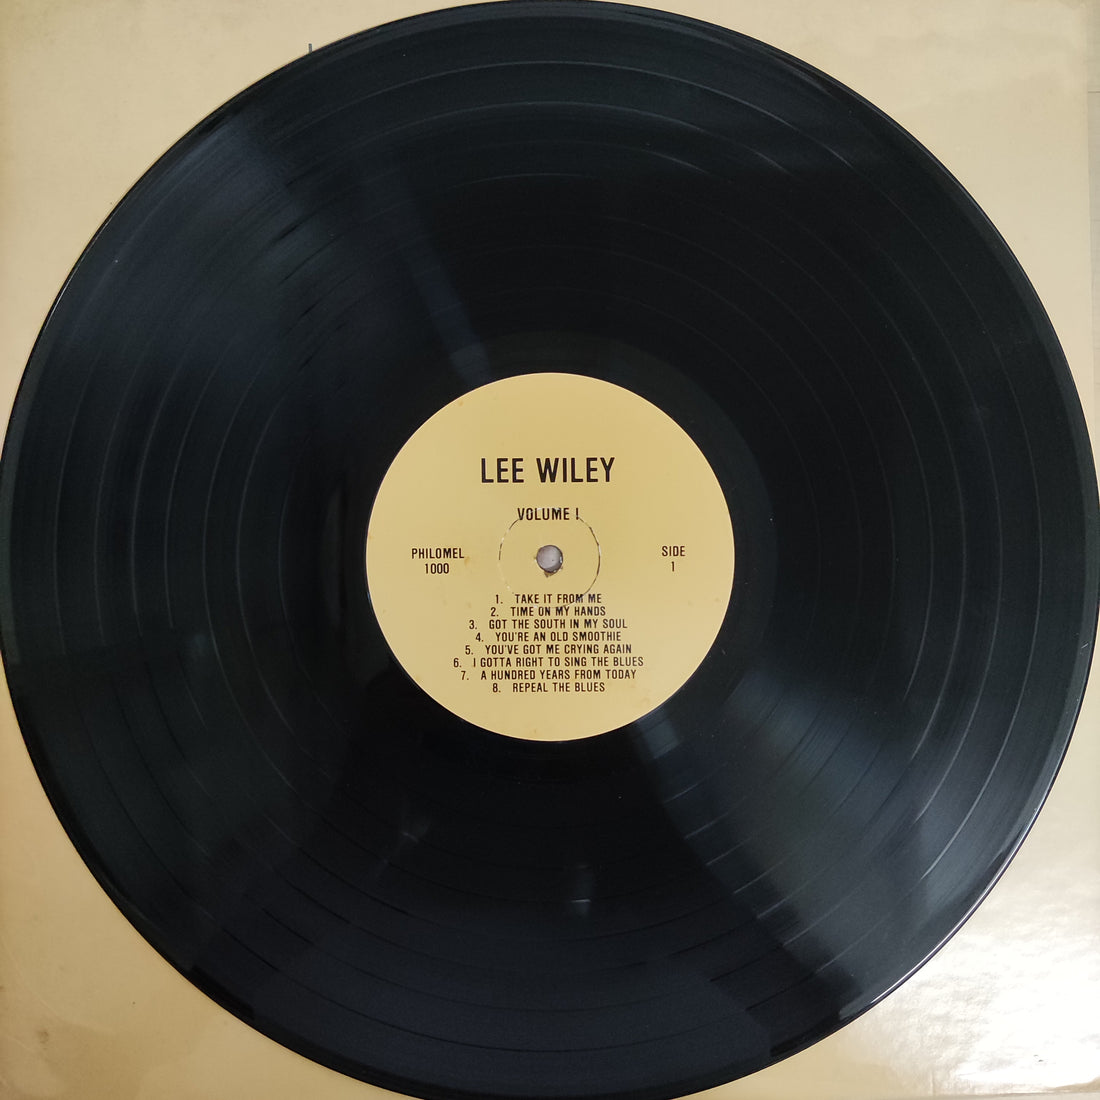 LEE WILEY
VOLUME I
PHILOMEL
1000
SIDE
1
1. TAKE IT FROM ME
2. TIME ON MY HANDS
3. GOT THE SOUTH IN MY SOUL
4. YOU'RE AN OLD SMOOTHIE
5. YOU'VE GOT ME CRYING AGAIN
6. I GOTTA RIGHT TO SING THE BLUES
7. A HUNDRED YEARS FROM TODAY
8. REPEAL THE BLUES